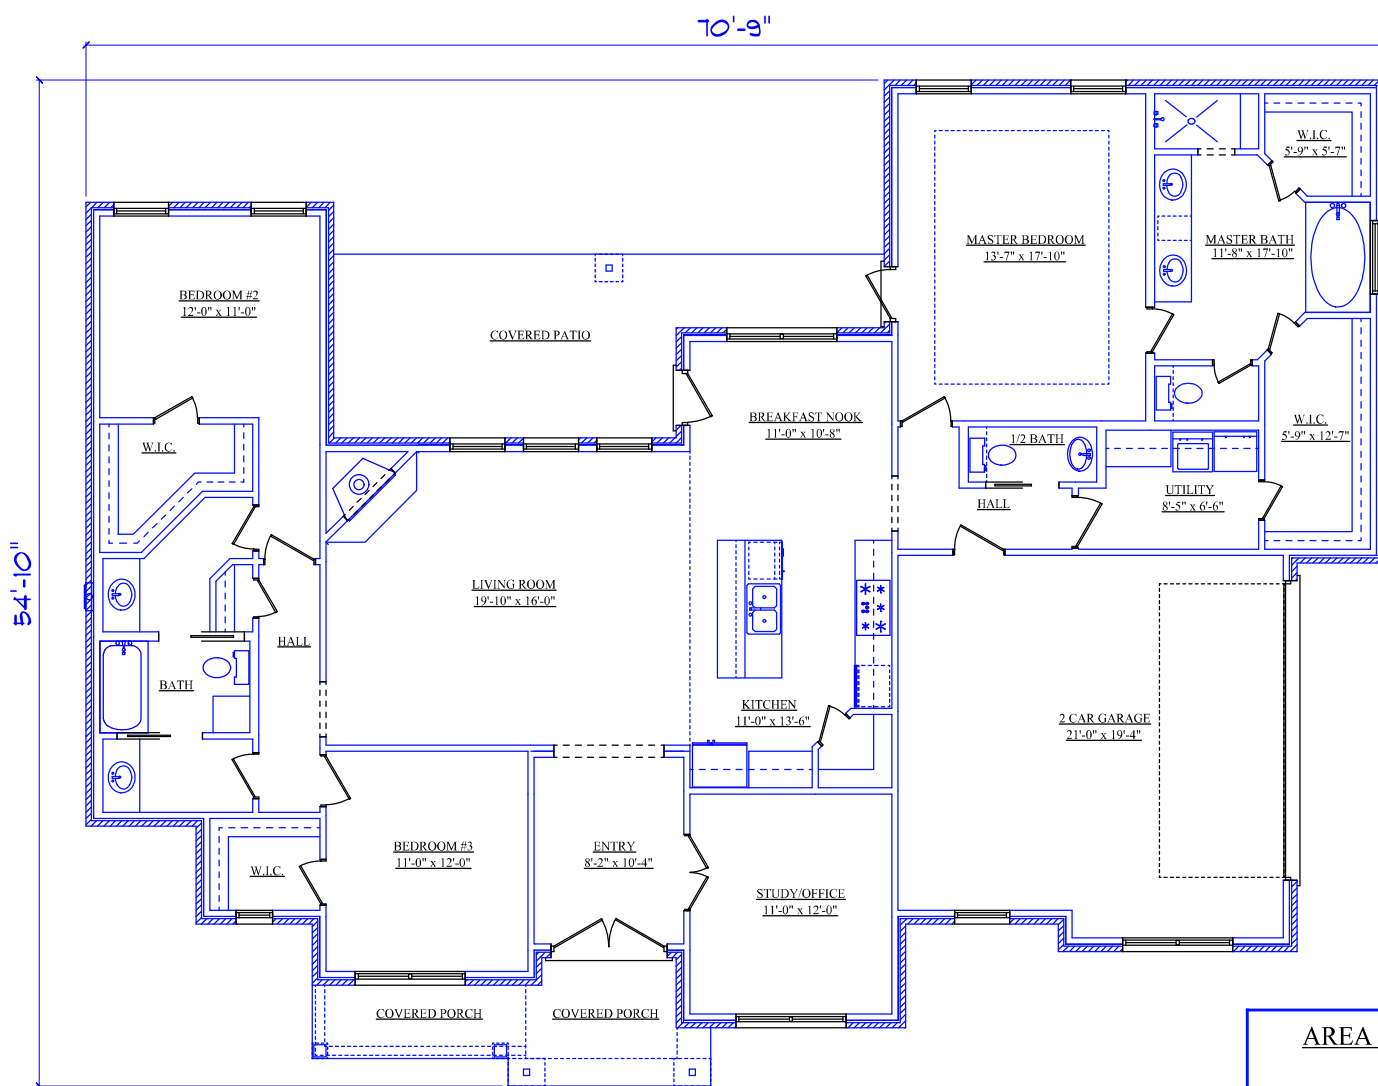 70'-9"
54'-10"
W.I.C.
5'-9" x 5'-7"
MASTER BEDROOM
13'-7" x 17'-10"
MASTER BATH
11'-8" x 17'-10"
BEDROOM #2
12'-0" x 11'-0"
COVERED PATIO
BREAKFAST NOOK
11'-0" x 10'-8"
W.I.C.
5'-9" x 12'-7"
W.I.C.
1/2 BATH
UTILITY
8'-5" x 6'-6"
HALL
LIVING ROOM
19'-10" x 16'-0"
HALL
BATH
KITCHEN
11'-0" x 13'-6"
2 CAR GARAGE
21'-0" x 19'-4"
BEDROOM #3
11'-0" x 12'-0"
ENTRY
8'-2" x 10'-4"
W.I.C.
STUDY/OFFICE
11'-0" x 12'-0"
COVERED PORCH
COVERED PORCH
AREA